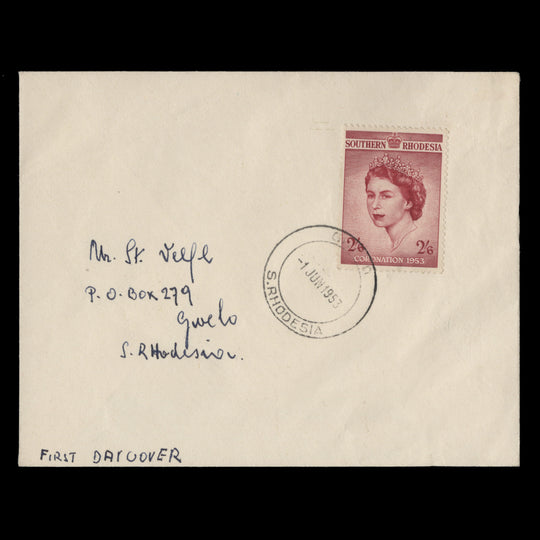 SOUTHERN RHODESIA
2/6 2/6
CORONATION 1953
GWELO
-1 JUN 1953
S. RHODESIA
Mr. St.
P.O. BOX 279
Gwelo
S. RHodesia.
FIRST DAY COVER